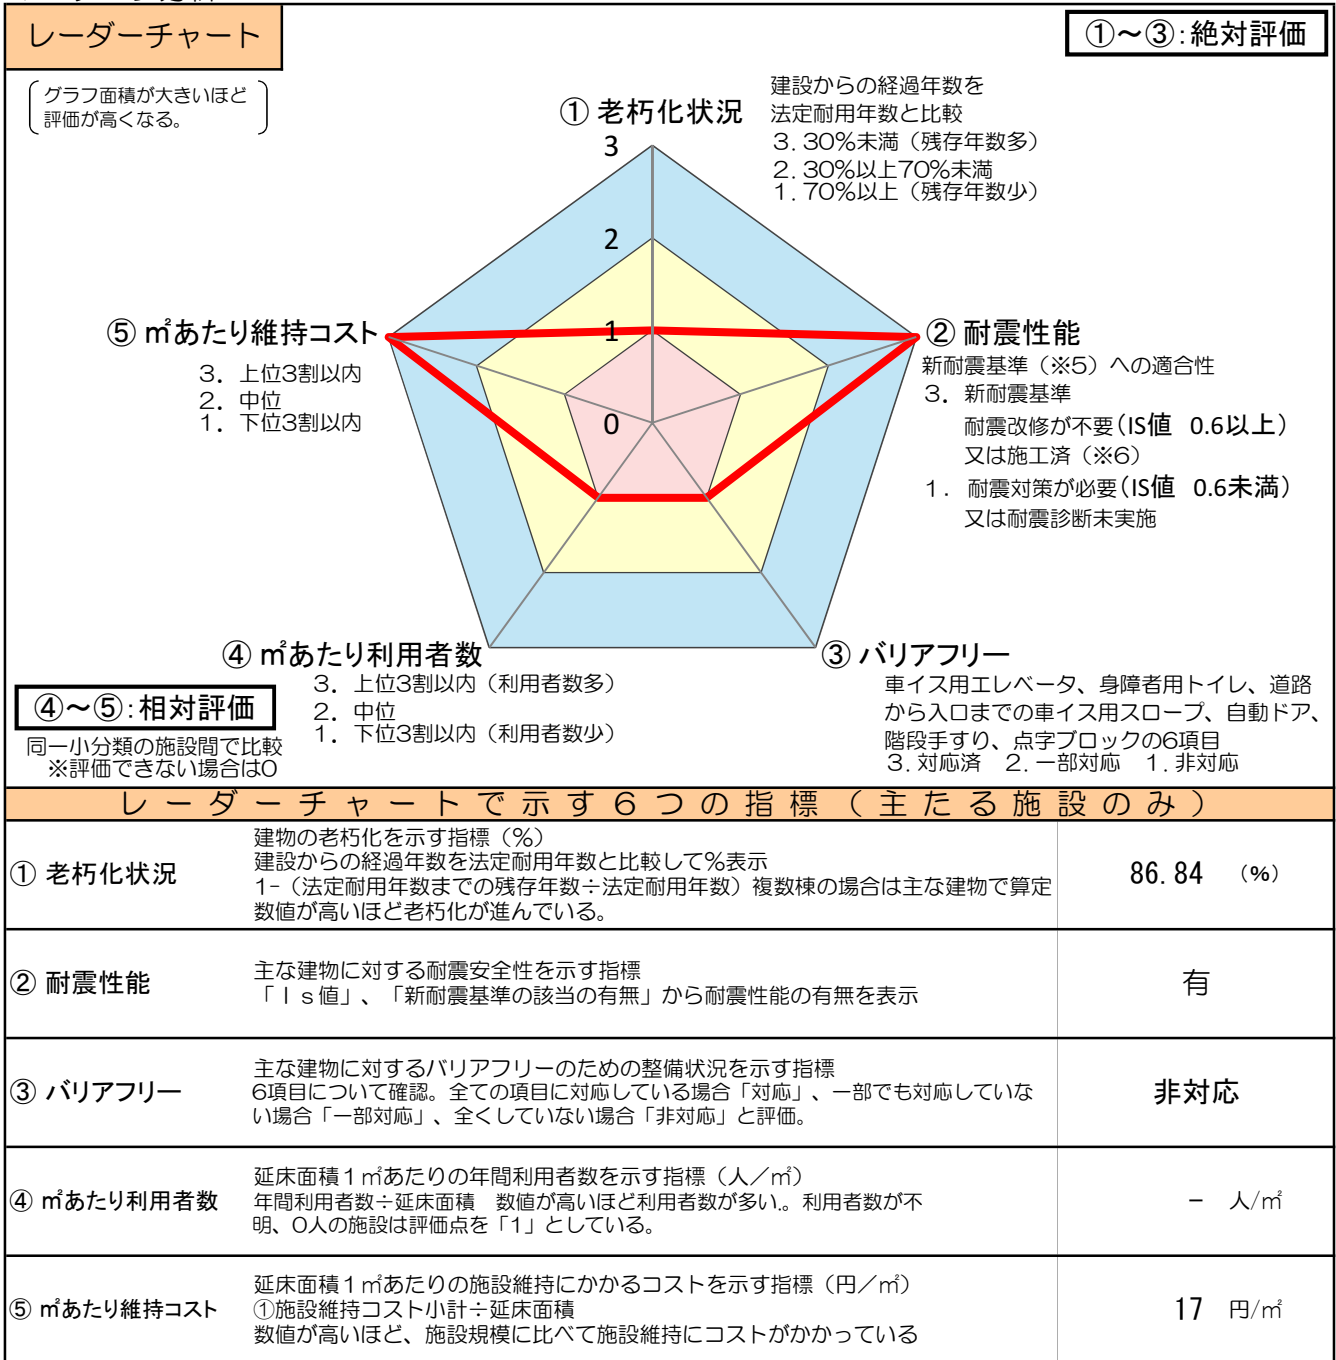 レーダーチャート
①～③:絶対評価
グラフ面積が大きいほど
評価が高くなる。
① 老朽化状況
建設からの経過年数を
法定耐用年数と比較
3. 30%未満（残存年数多）
2. 30%以上70%未満
1. 70%以上（残存年数少）
3
2
1
0
⑤ ㎡あたり維持コスト
3. 上位3割以内
2. 中位
1. 下位3割以内
② 耐震性能
新耐震基準（※5）への適合性
3. 新耐震基準
耐震改修が不要（IS値 0.6以上）
又は施工済（※6）
1. 耐震対策が必要（IS値 0.6未満）
又は耐震診断未実施
④ ㎡あたり利用者数
3. 上位3割以内（利用者数多）
2. 中位
1. 下位3割以内（利用者数少）
③ バリアフリー
車イス用エレベータ、身障者用トイレ、道路
から入口までの車イス用スロープ、自動ドア、
階段手すり、点字ブロックの6項目
3. 対応済 2. 一部対応 1. 非対応
④～⑤:相対評価
同一小分類の施設間で比較
※評価できない場合は0
レーダーチャートで示す６つの指標（主たる施設のみ）
① 老朽化状況
建物の老朽化を示す指標（%）
建設からの経過年数を法定耐用年数と比較して%表示
1-（法定耐用年数までの残存年数÷法定耐用年数）複数棟の場合は主な建物で算定
数値が高いほど老朽化が進んでいる。
86.84 （%）
② 耐震性能
主な建物に対する耐震安全性を示す指標
「Ｉｓ値」、「新耐震基準の該当の有無」から耐震性能の有無を表示
有
③ バリアフリー
主な建物に対するバリアフリーのための整備状況を示す指標
6項目について確認。全ての項目に対応している場合「対応」、一部でも対応していな
い場合「一部対応」、全くしていない場合「非対応」と評価。
非対応
④ ㎡あたり利用者数
延床面積１㎡あたりの年間利用者数を示す指標（人／㎡）
年間利用者数÷延床面積 数値が高いほど利用者数が多い。利用者数が不
明、0人の施設は評価点を「1」としている。
－ 人/㎡
⑤ ㎡あたり維持コスト
延床面積１㎡あたりの施設維持にかかるコストを示す指標（円／㎡）
①施設維持コスト小計÷延床面積
数値が高いほど、施設規模に比べて施設維持にコストがかかっている
17 円/㎡